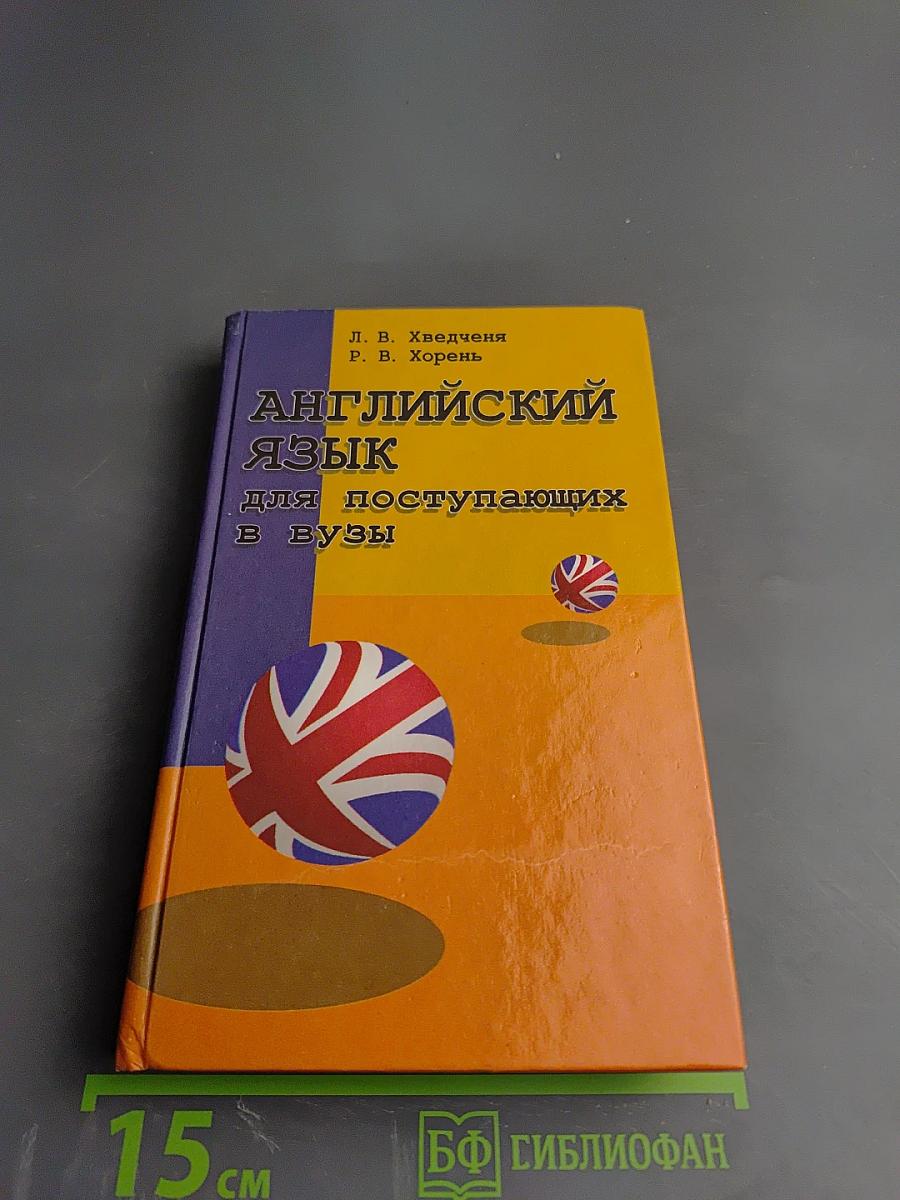 Л. В. Хведченя
Р. В. Хорень
АНГЛИЙСКИЙ
ЯЗЫК
для поступающих
в вузы
15 см
БФ БИБЛИОФАН